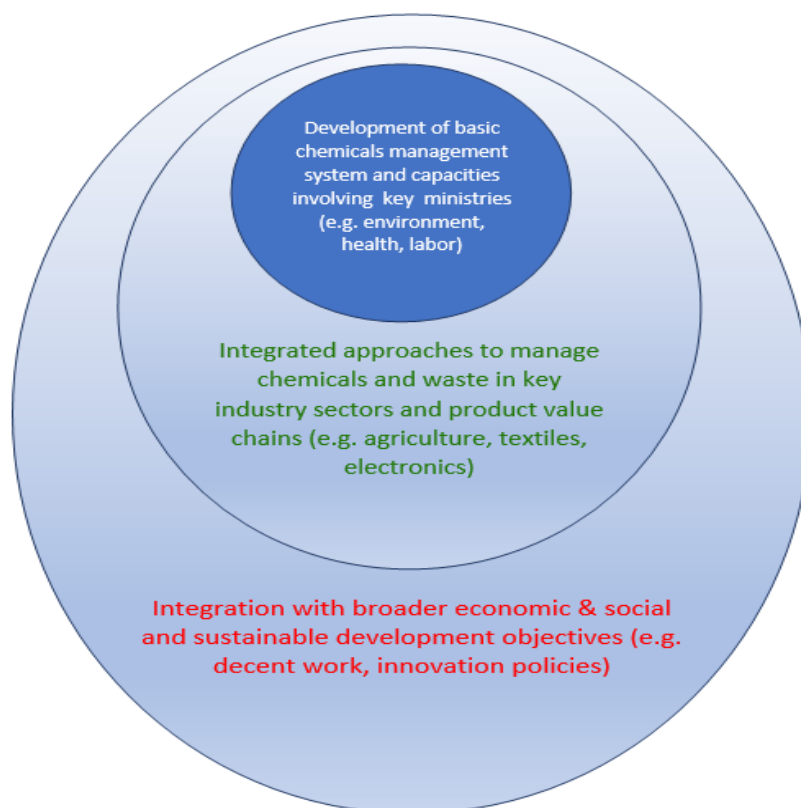 Development of basic
chemicals management
system and capacities
involving key ministries
(e.g. environment,
health, labor)
Integrated approaches to manage
chemicals and waste in key
industry sectors and product value
chains (e.g. agriculture, textiles,
electronics)
Integration with broader economic & social
and sustainable development objectives (e.g.
decent work, innovation policies)